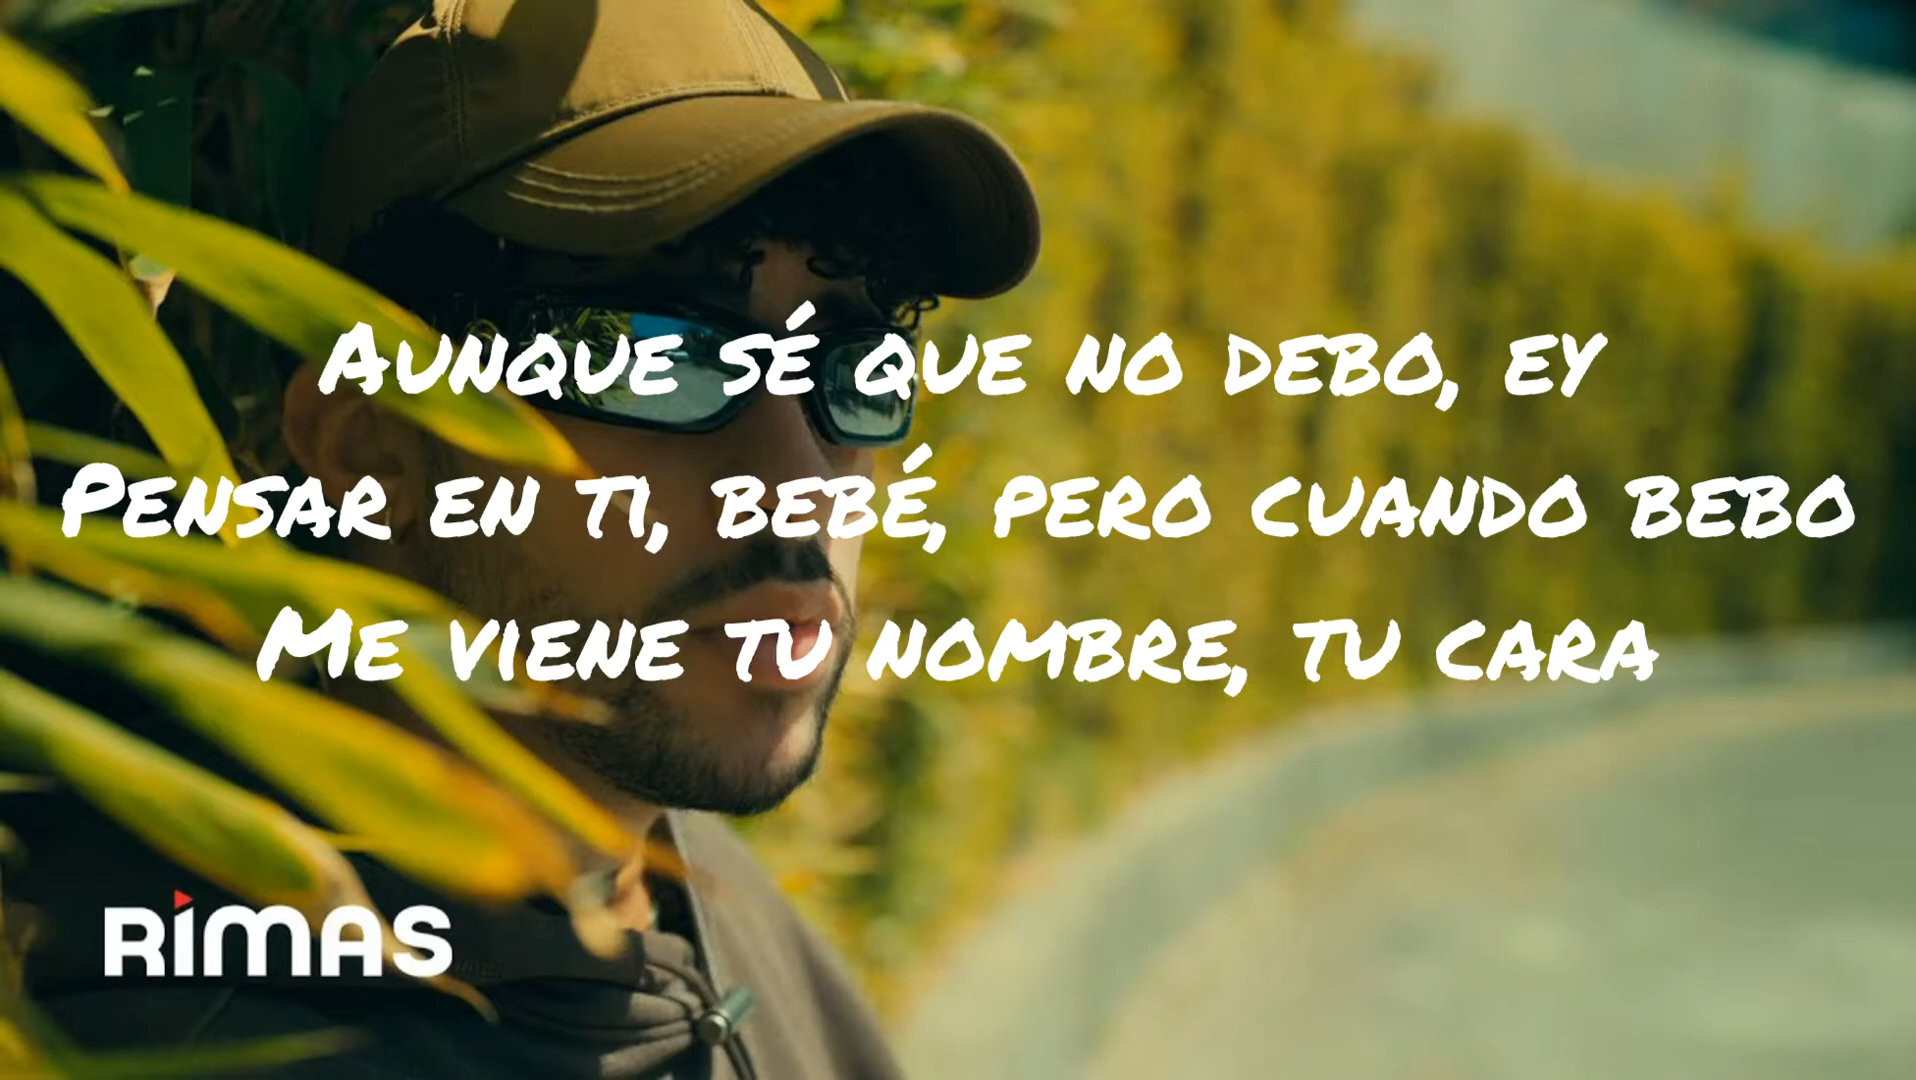 Aunque sé que no debo, ey
Pensar en ti, bebé, pero cuando bebo
Me viene tu nombre, tu cara
RIMAS